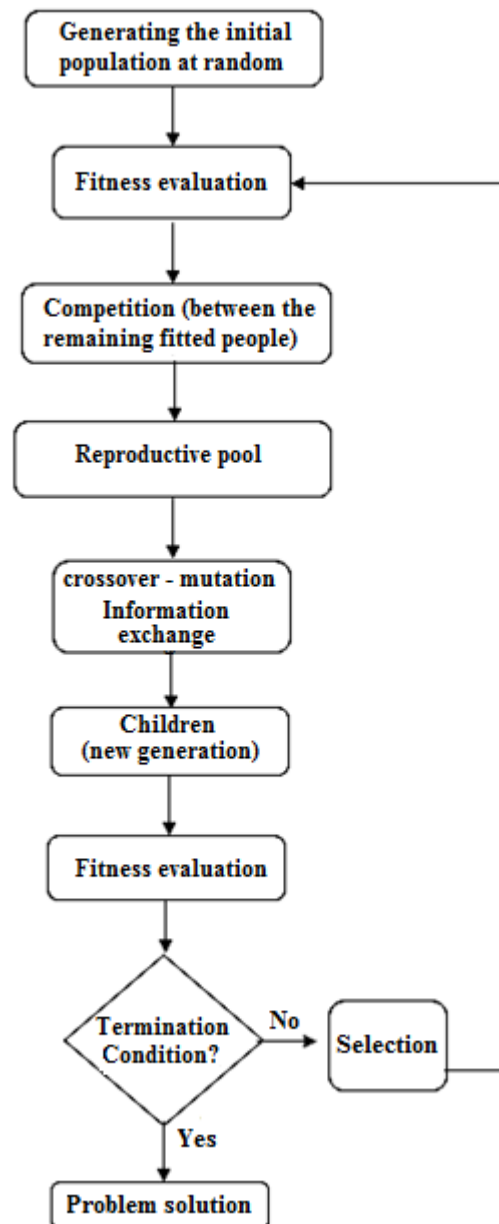 Generating the initial
population at random
Fitness evaluation
Competition (between the
remaining fitted people)
Reproductive pool
crossover - mutation
Information
exchange
Children
(new generation)
Fitness evaluation
Termination
Condition?
No
Selection
Yes
Problem solution